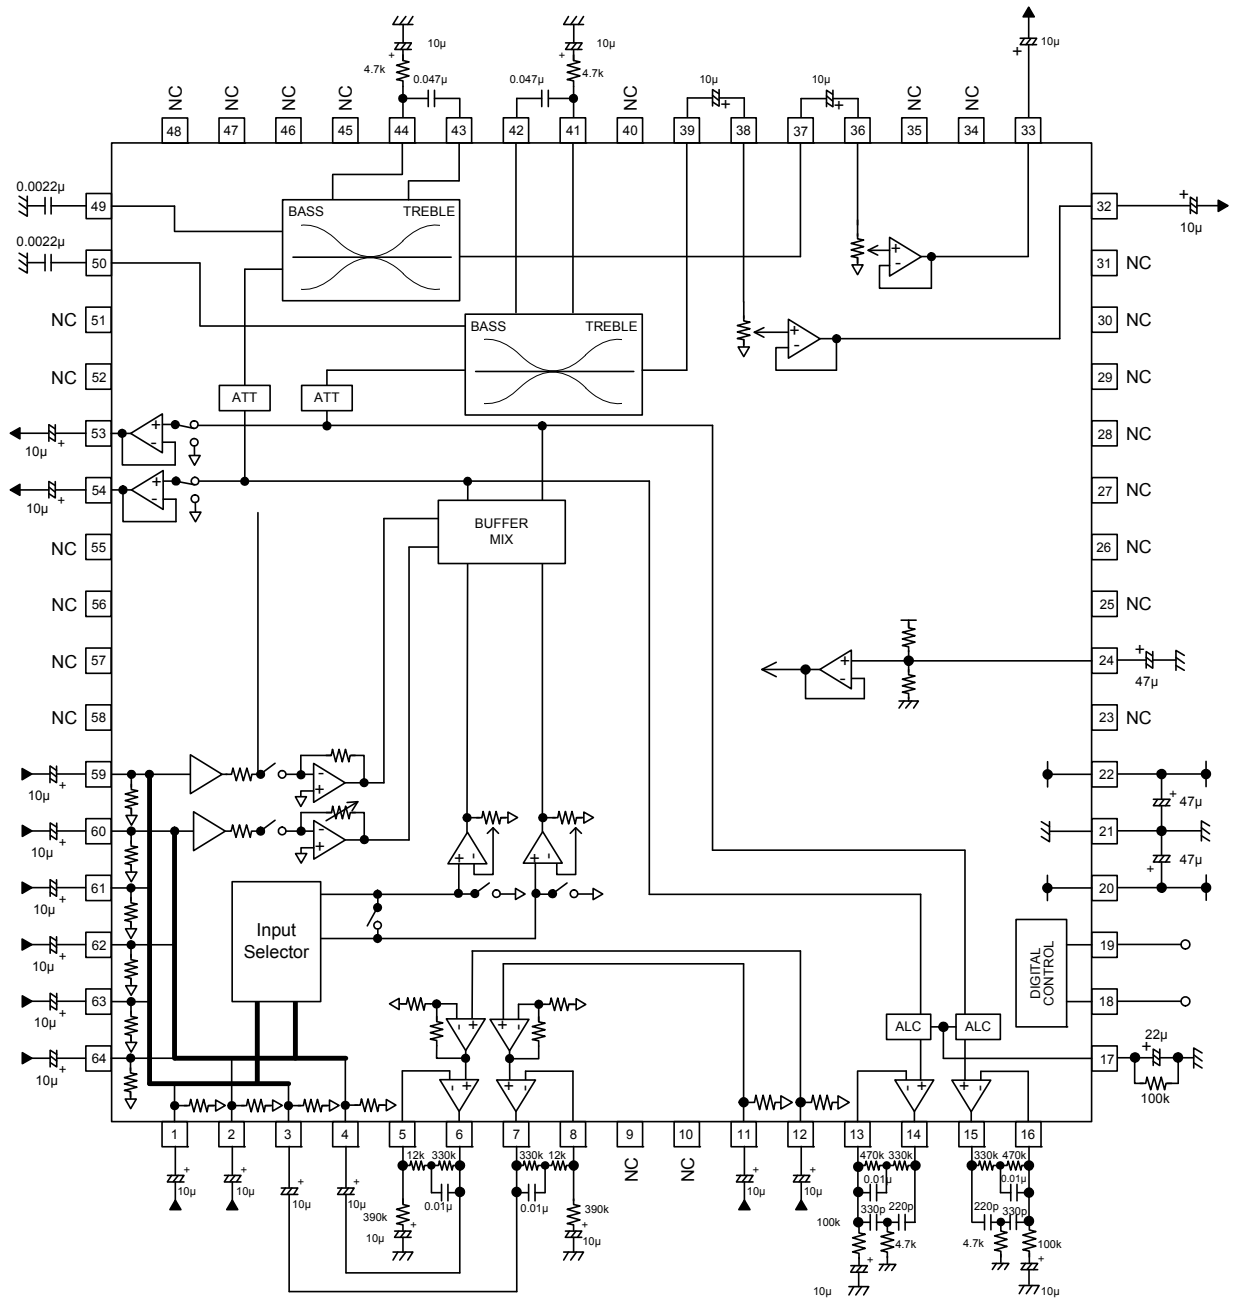 10µ
10µ
10µ
4.7k
0.047µ
0.047µ
4.7k
10µ
10µ
NC
NC
NC
NC
NC
NC
NC
48
47
46
45
44
43
42
41
40
39
38
37
36
35
34
33
0.0022µ
49
BASS
TREBLE
32
10µ
0.0022µ
50
31
NC
NC
51
BASS
TREBLE
30
NC
NC
52
ATT
ATT
29
NC
53
10µ
28
NC
54
10µ
27
NC
BUFFER
MIX
NC
55
26
NC
NC
56
25
NC
NC
57
24
47µ
NC
58
23
NC
59
10µ
22
47µ
60
10µ
21
47µ
61
10µ
20
Input
Selector
62
10µ
19
DIGITAL
CONTROL
63
10µ
18
ALC
ALC
22µ
64
10µ
17
100k
1
2
3
4
5
6
7
8
9
10
11
12
13
14
15
16
12k
330k
330k
12k
NC
NC
470k
330k
330k
470k
10µ
10µ
10µ
10µ
0.01µ
0.01µ
10µ
10µ
0.01µ
0.01µ
390k
390k
330p
220p
220p
330p
10µ
10µ
100k
4.7k
4.7k
100k
10µ
10µ